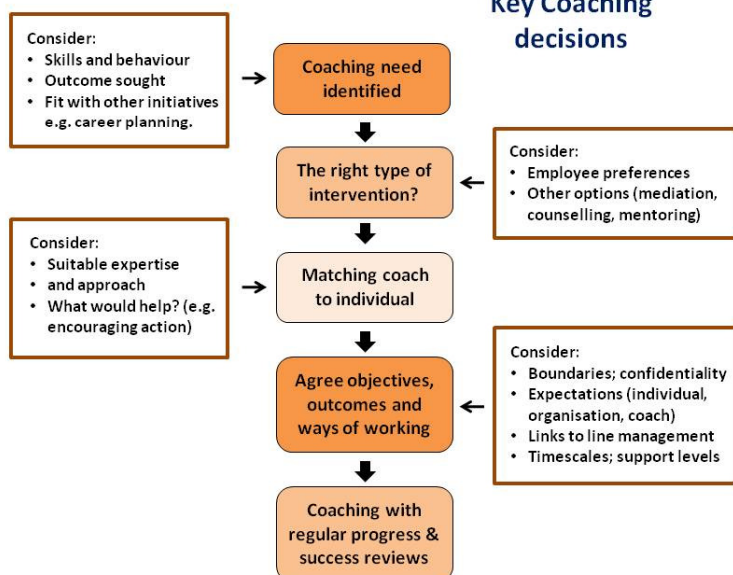 Key Coaching
decisions
Consider:
• Skills and behaviour
• Outcome sought
• Fit with other initiatives
e.g. career planning.
Coaching need
identified
The right type of
intervention?
Consider:
• Employee preferences
• Other options (mediation,
counselling, mentoring)
Consider:
• Suitable expertise
• and approach
• What would help? (e.g.
encouraging action)
Matching coach
to individual
Agree objectives,
outcomes and
ways of working
Consider:
• Boundaries; confidentiality
• Expectations (individual,
organisation, coach)
• Links to line management
• Timescales; support levels
Coaching with
regular progress &
success reviews